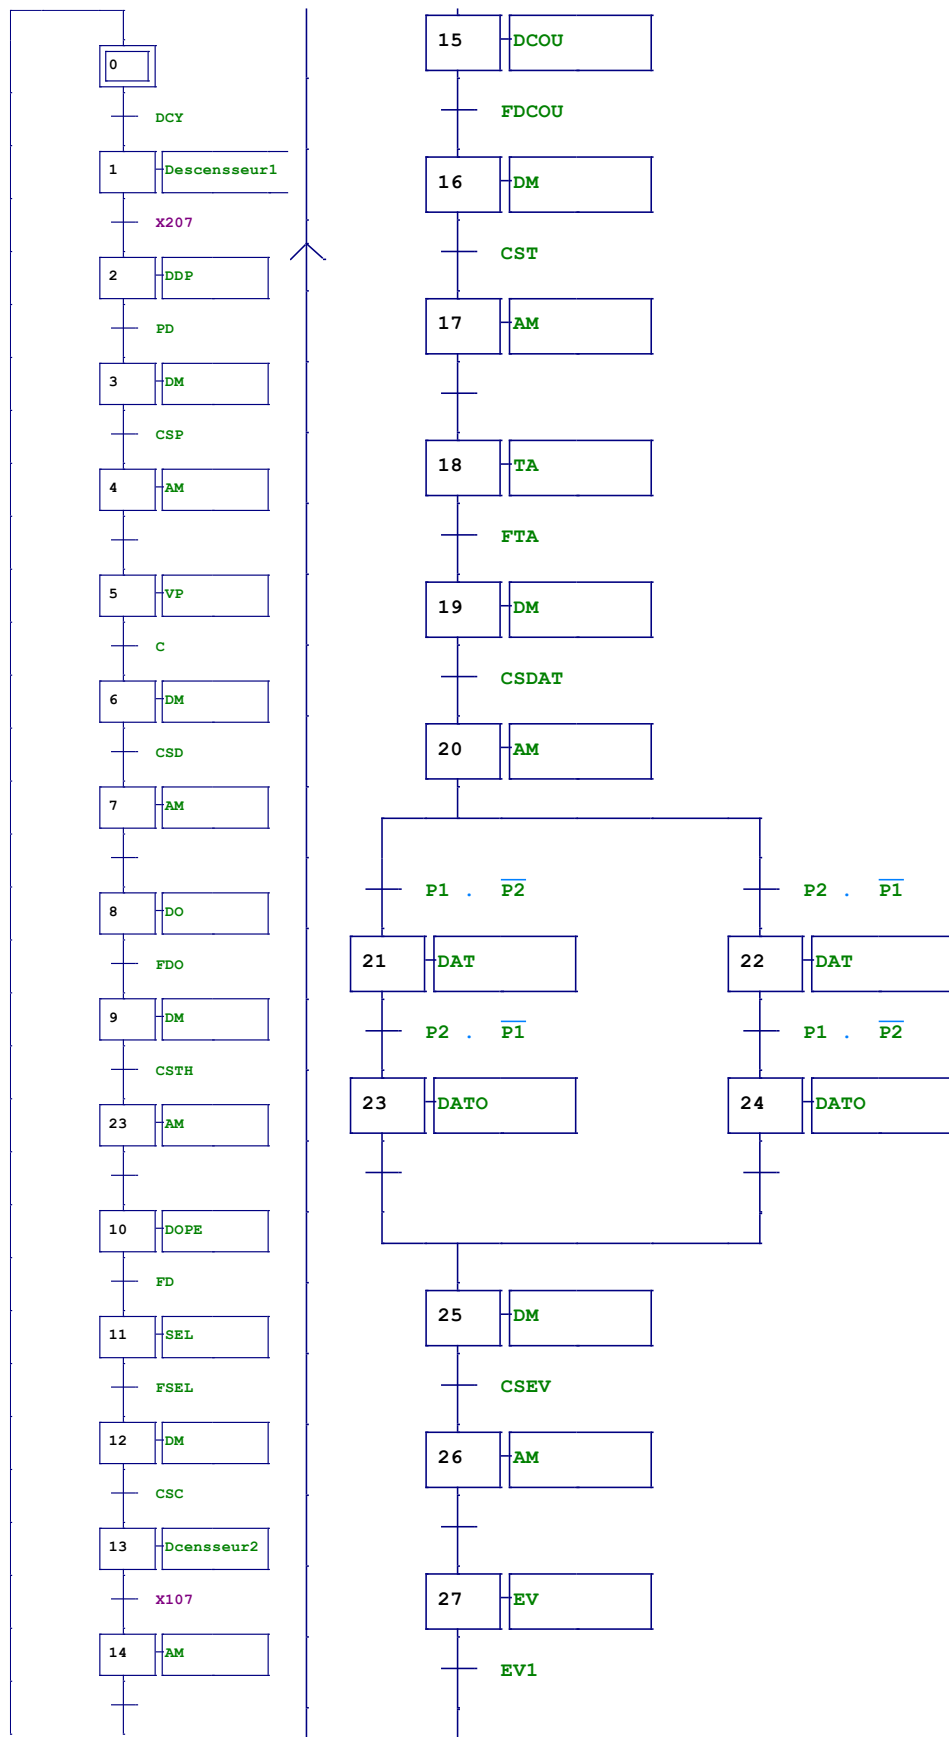 0
DCY
1 Descensseur1
X207
2 DDP
PD
3 DM
CSP
4 AM
5 VP
C
6 DM
CSD
7 AM
8 DO
FDO
9 DM
CSTH
23 AM
10 DOPE
FD
11 SEL
FSEL
12 DM
CSC
13 Dcensseur2
X107
14 AM
15 DCOU
FDCOU
16 DM
CST
17 AM
18 TA
FTA
19 DM
CSDAT
20 AM
P1 . P̅2̅ P2 . P̅1̅
21 DAT 22 DAT
P2 . P̅1̅ P1 . P̅2̅
23 DATO 24 DATO
25 DM
CSEV
26 AM
27 EV
EV1